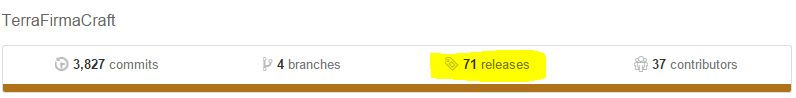 TerraFirmaCraft
3,827 commits 4 branches 71 releases 37 contributors